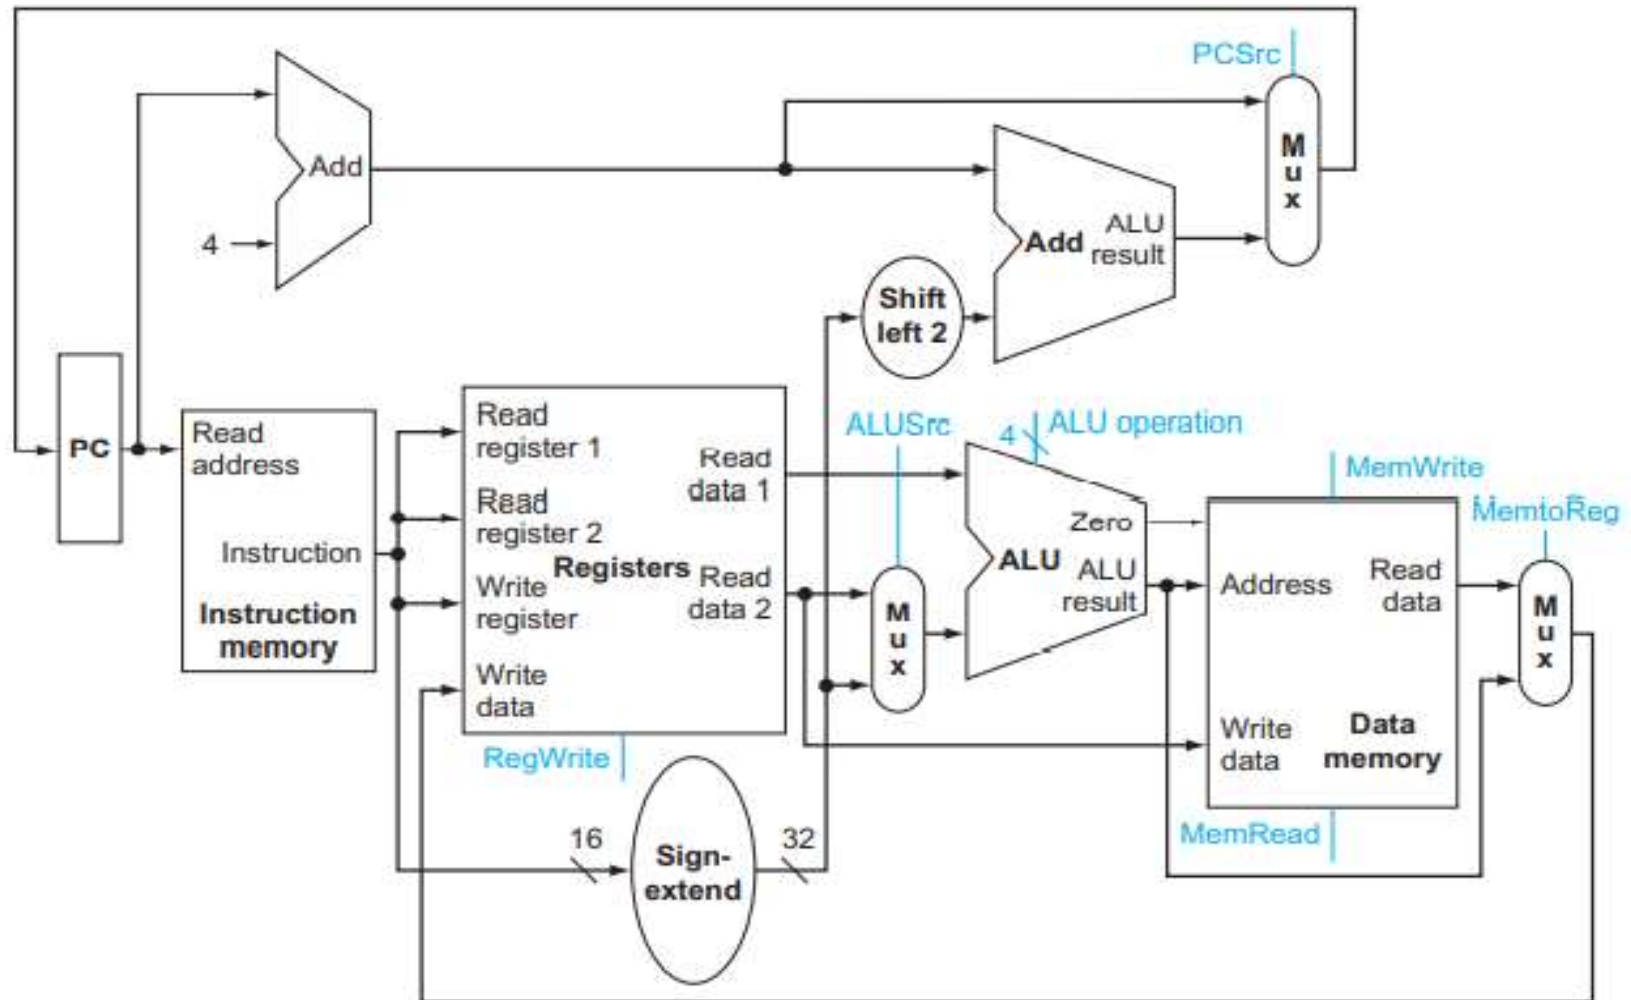 PCSrc
M
u
x
Add
4
Add
ALU
result
Shift
left 2
PC
Read
address
Instruction
Instruction
memory
Read
register 1
Read
register 2
Write
register
Write
data
Registers
Read
data 1
Read
data 2
RegWrite
16
Sign-
extend
32
ALUSrc
M
u
x
4
ALU operation
Zero
ALU
ALU
result
MemWrite
Address
Read
data
Write
data
Data
memory
MemRead
MemtoReg
M
u
x